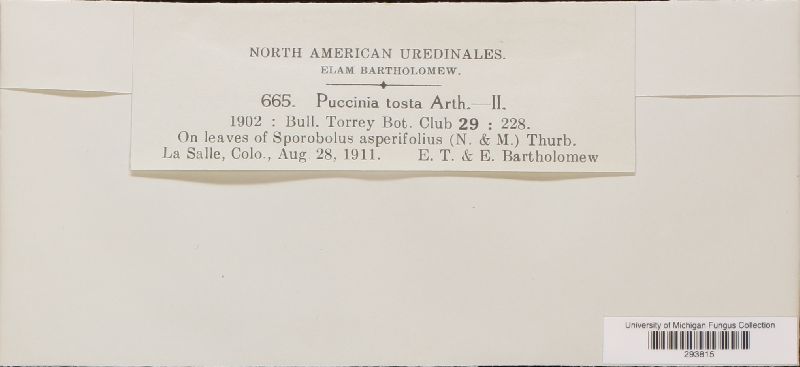 NORTH AMERICAN UREDINALES.
ELAM BARTHOLOMEW.
665. Puccinia tosta Arth.—II.
1902 : Bull. Torrey Bot. Club 29 : 228.
On leaves of Sporobolus asperifolius (N. & M.) Thurb.
La Salle, Colo., Aug 28, 1911. E. T. & E. Bartholomew
University of Michigan Fungus Collection
293815